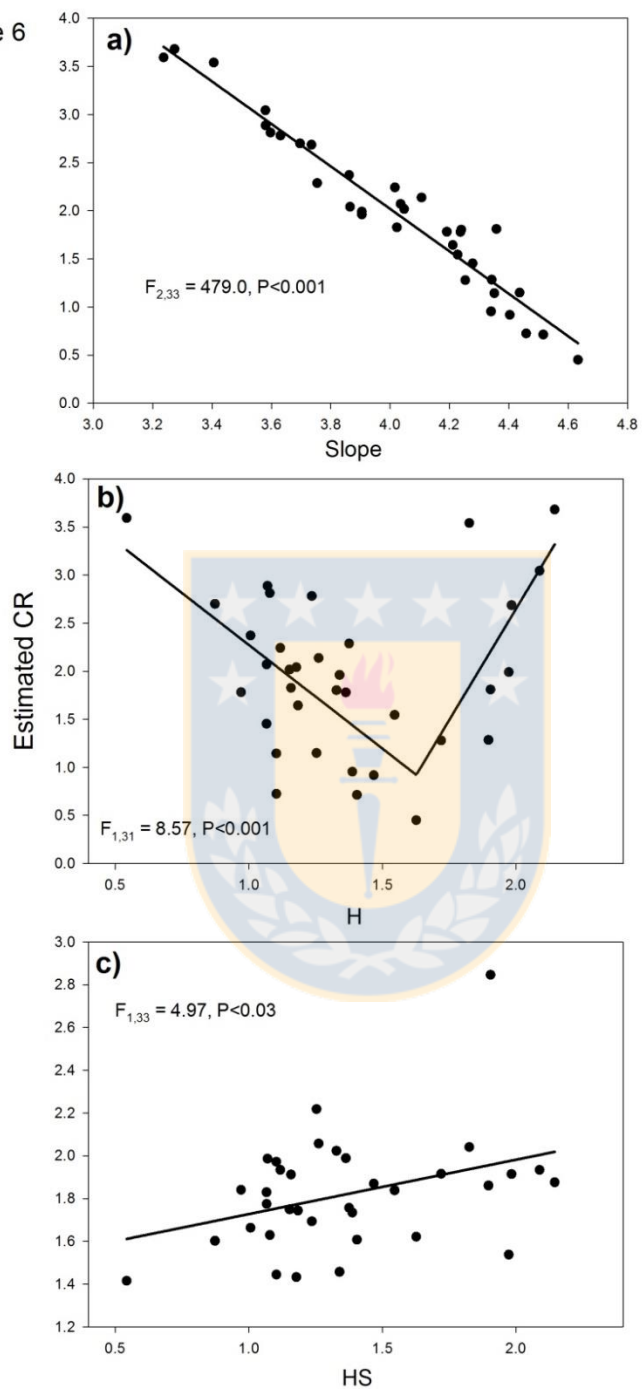 e 6
a)
4.0
3.5
3.0
2.5
2.0
1.5
1.0
0.5
0.0
F2,33 = 479.0, P<0.001
3.0 3.2 3.4 3.6 3.8 4.0 4.2 4.4 4.6 4.8
Slope
b)
4.0
3.5
3.0
2.5
2.0
1.5
1.0
0.5
0.0
Estimated CR
F1,31 = 8.57, P<0.001
0.5 1.0 1.5 2.0
H
c)
3.0
2.8
2.6
2.4
2.2
2.0
1.8
1.6
1.4
1.2
F1,33 = 4.97, P<0.03
0.5 1.0 1.5 2.0
HS